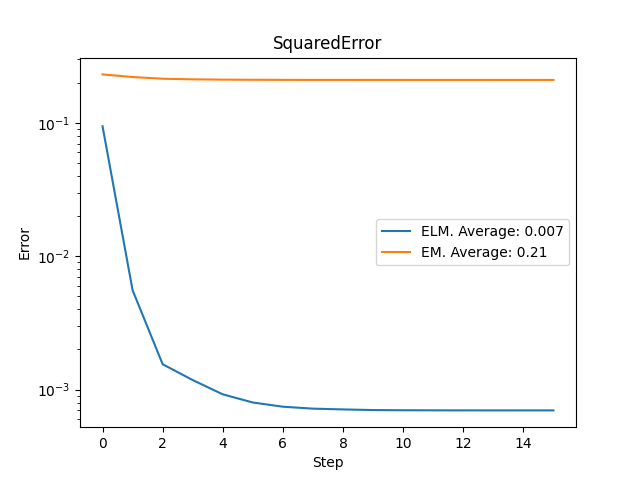 SquaredError
Error
10⁻¹
10⁻²
10⁻³
ELM. Average: 0.007
EM. Average: 0.21
0 2 4 6 8 10 12 14
Step